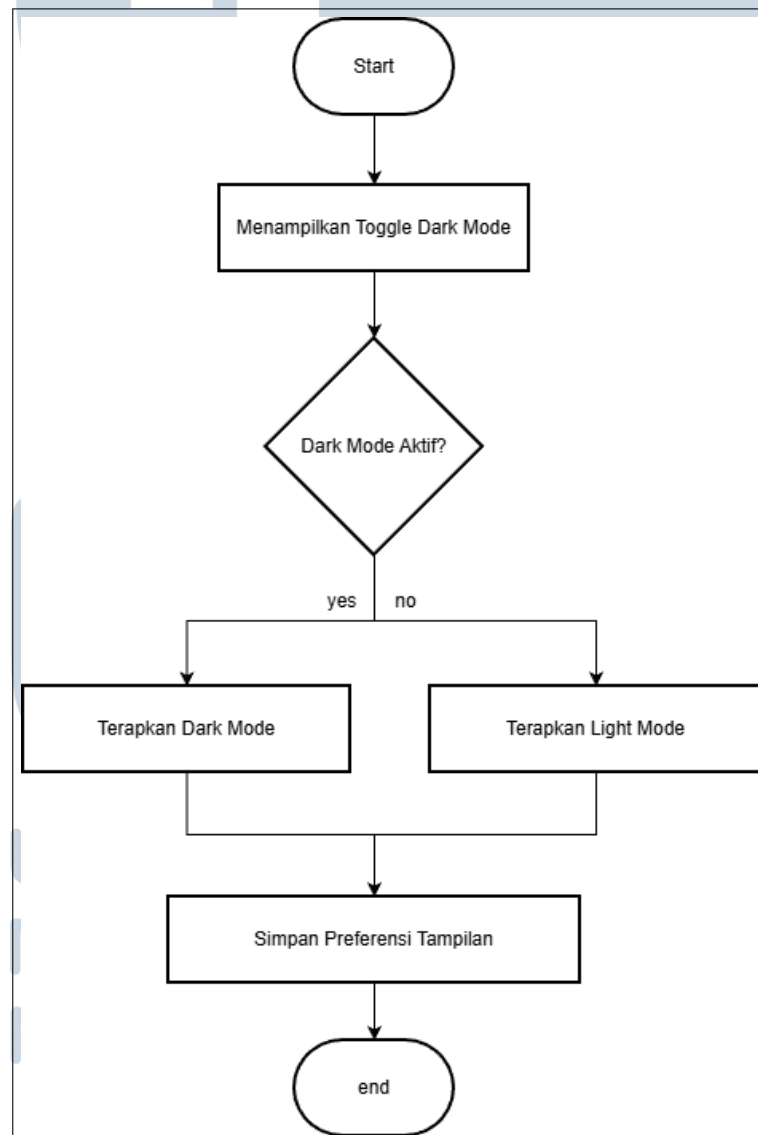 Start
Menampilkan Toggle Dark Mode
Dark Mode Aktif?
yes
no
Terapkan Dark Mode
Terapkan Light Mode
Simpan Preferensi Tampilan
end